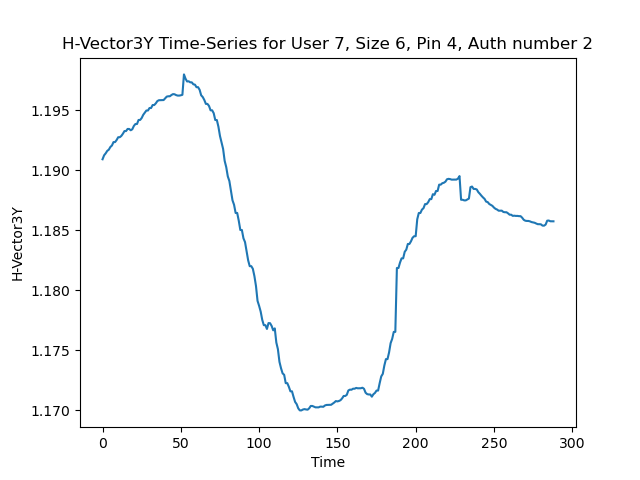 H-Vector3Y Time-Series for User 7, Size 6, Pin 4, Auth number 2
H-Vector3Y
1.195
1.190
1.185
1.180
1.175
1.170
0 50 100 150 200 250 300
Time